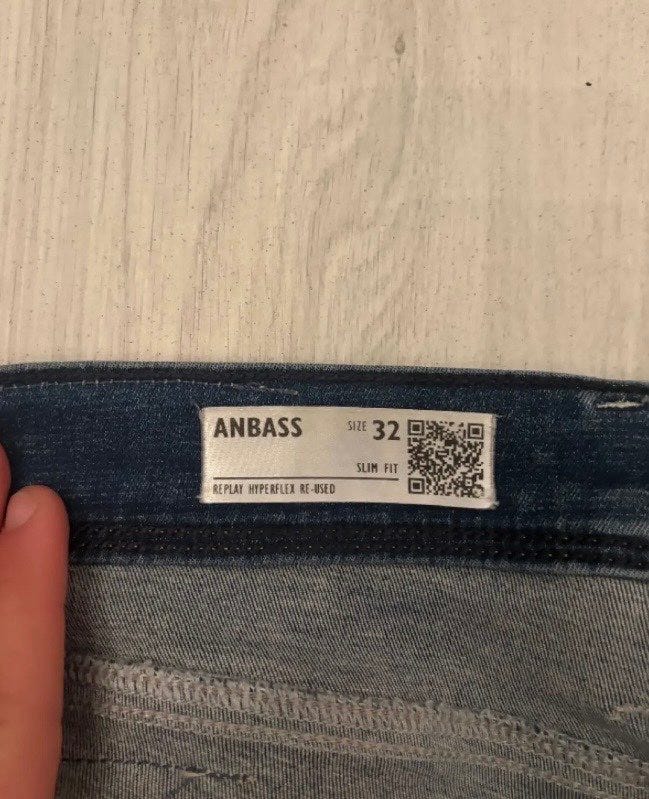 ANBASS SIZE 32
SLIM FIT
REPLAY HYPERFLEX RE-USED